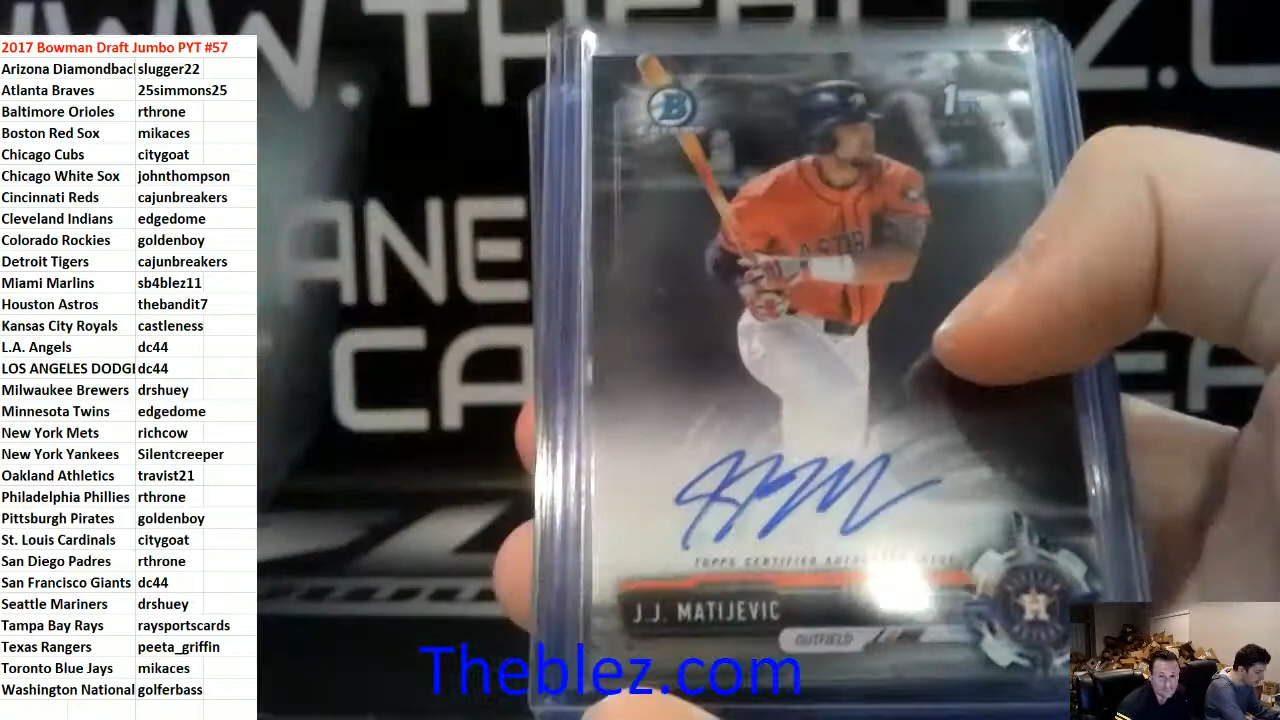 2017 Bowman Draft Jumbo PYT #57
Arizona Diamondbac slugger22
Atlanta Braves 25simmons25
Baltimore Orioles rthrone
Boston Red Sox mikaces
Chicago Cubs citygoat
Chicago White Sox johnthompson
Cincinnati Reds cajunbreakers
Cleveland Indians edgedome
Colorado Rockies goldenboy
Detroit Tigers cajunbreakers
Miami Marlins sb4blez11
Houston Astros thebandit7
Kansas City Royals castleness
L.A. Angels dc44
LOS ANGELES DODG dc44
Milwaukee Brewers drshuey
Minnesota Twins edgedome
New York Mets richcow
New York Yankees Silentcreeper
Oakland Athletics travist21
Philadelphia Phillies rthrone
Pittsburgh Pirates goldenboy
St. Louis Cardinals citygoat
San Diego Padres rthrone
San Francisco Giants dc44
Seattle Mariners drshuey
Tampa Bay Rays raysportscards
Texas Rangers peeta_griffin
Toronto Blue Jays mikaces
Washington National golferbass
B
1st
TOPPS CERTIFIED
J.J. MATIJEVIC
OUTFIELD
H
Theblez.com